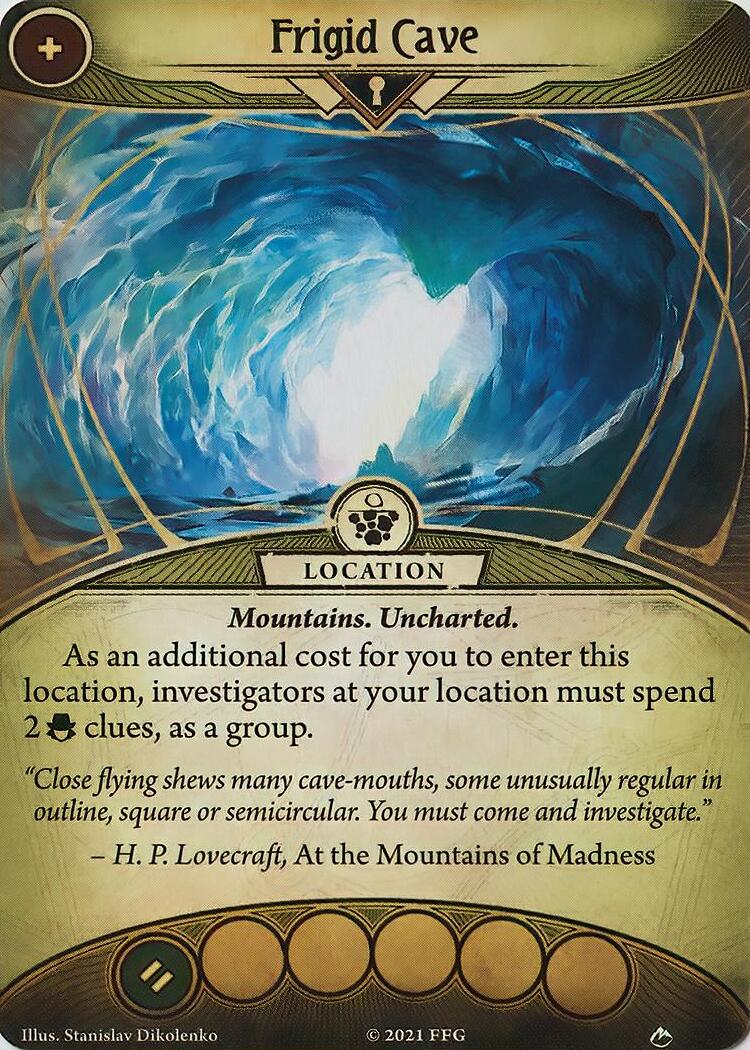 Frigid Cave
LOCATION
Mountains. Uncharted.
As an additional cost for you to enter this
location, investigators at your location must spend
2 clues, as a group.
“Close flying shews many cave-mouths, some unusually regular in
outline, square or semicircular. You must come and investigate.”
– H. P. Lovecraft, At the Mountains of Madness
Illus. Stanislav Dikolenko
© 2021 FFG